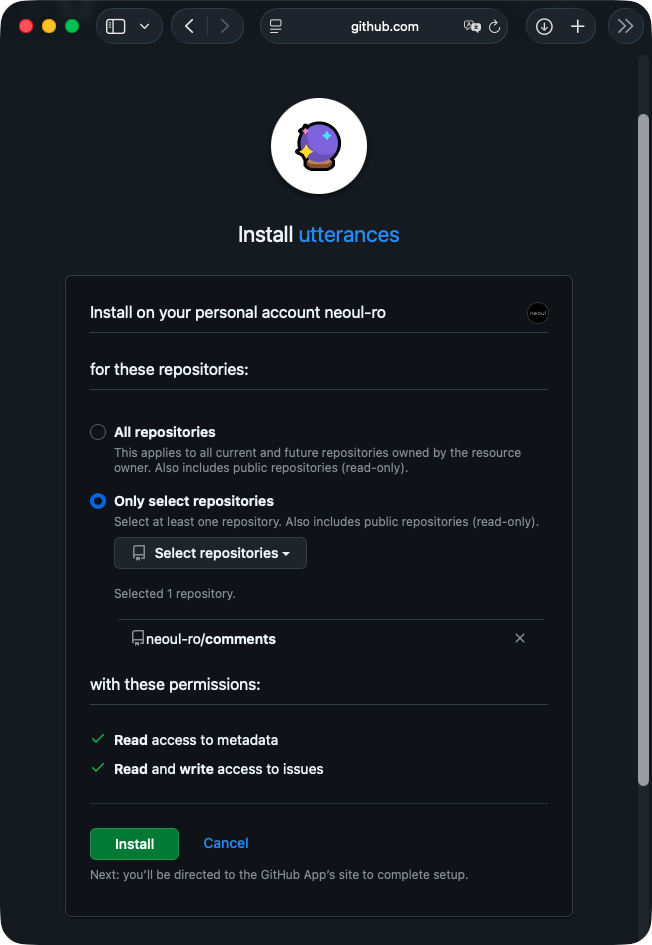 github.com
Install utterances
Install on your personal account neoul-ro
neoul
for these repositories:
All repositories
This applies to all current and future repositories owned by the resource
owner. Also includes public repositories (read-only).
Only select repositories
Select at least one repository. Also includes public repositories (read-only).
Select repositories
Selected 1 repository.
neoul-ro/comments
with these permissions:
Read access to metadata
Read and write access to issues
Install Cancel
Next: you’ll be directed to the GitHub App’s site to complete setup.